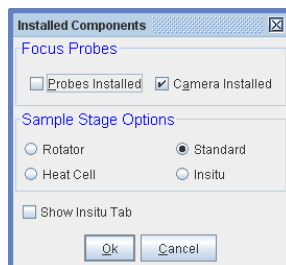 Installed Components
Focus Probes
Probes Installed Camera Installed
Sample Stage Options
Rotator Standard
Heat Cell Insitu
Show Insitu Tab
Ok Cancel